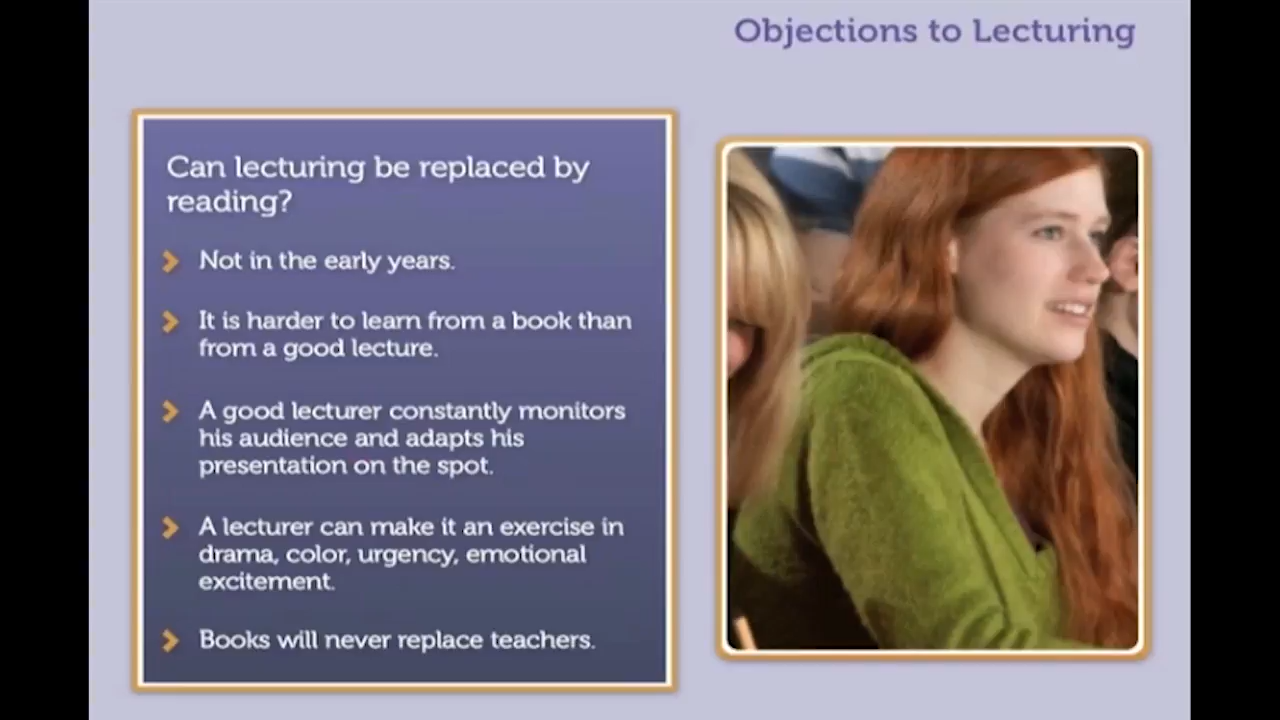 Objections to Lecturing
Can lecturing be replaced by
reading?
Not in the early years.
It is harder to learn from a book than
from a good lecture.
A good lecturer constantly monitors
his audience and adapts his
presentation on the spot.
A lecturer can make it an exercise in
drama, color, urgency, emotional
excitement.
Books will never replace teachers.